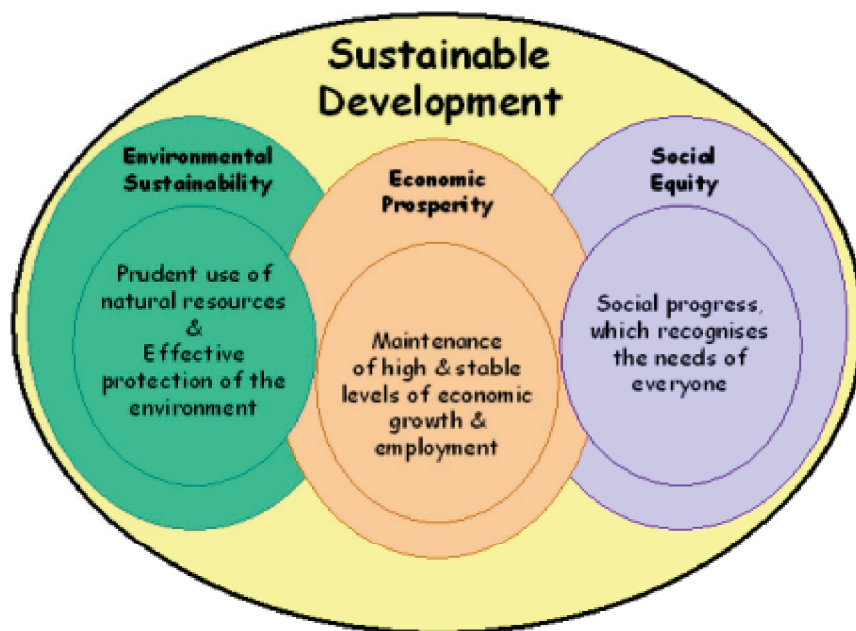 Sustainable
Development
Environmental
Sustainability
Prudent use of
natural resources
&
Effective
protection of the
environment
Economic
Prosperity
Maintenance
of high & stable
levels of economic
growth &
employment
Social
Equity
Social progress,
which recognises
the needs of
everyone